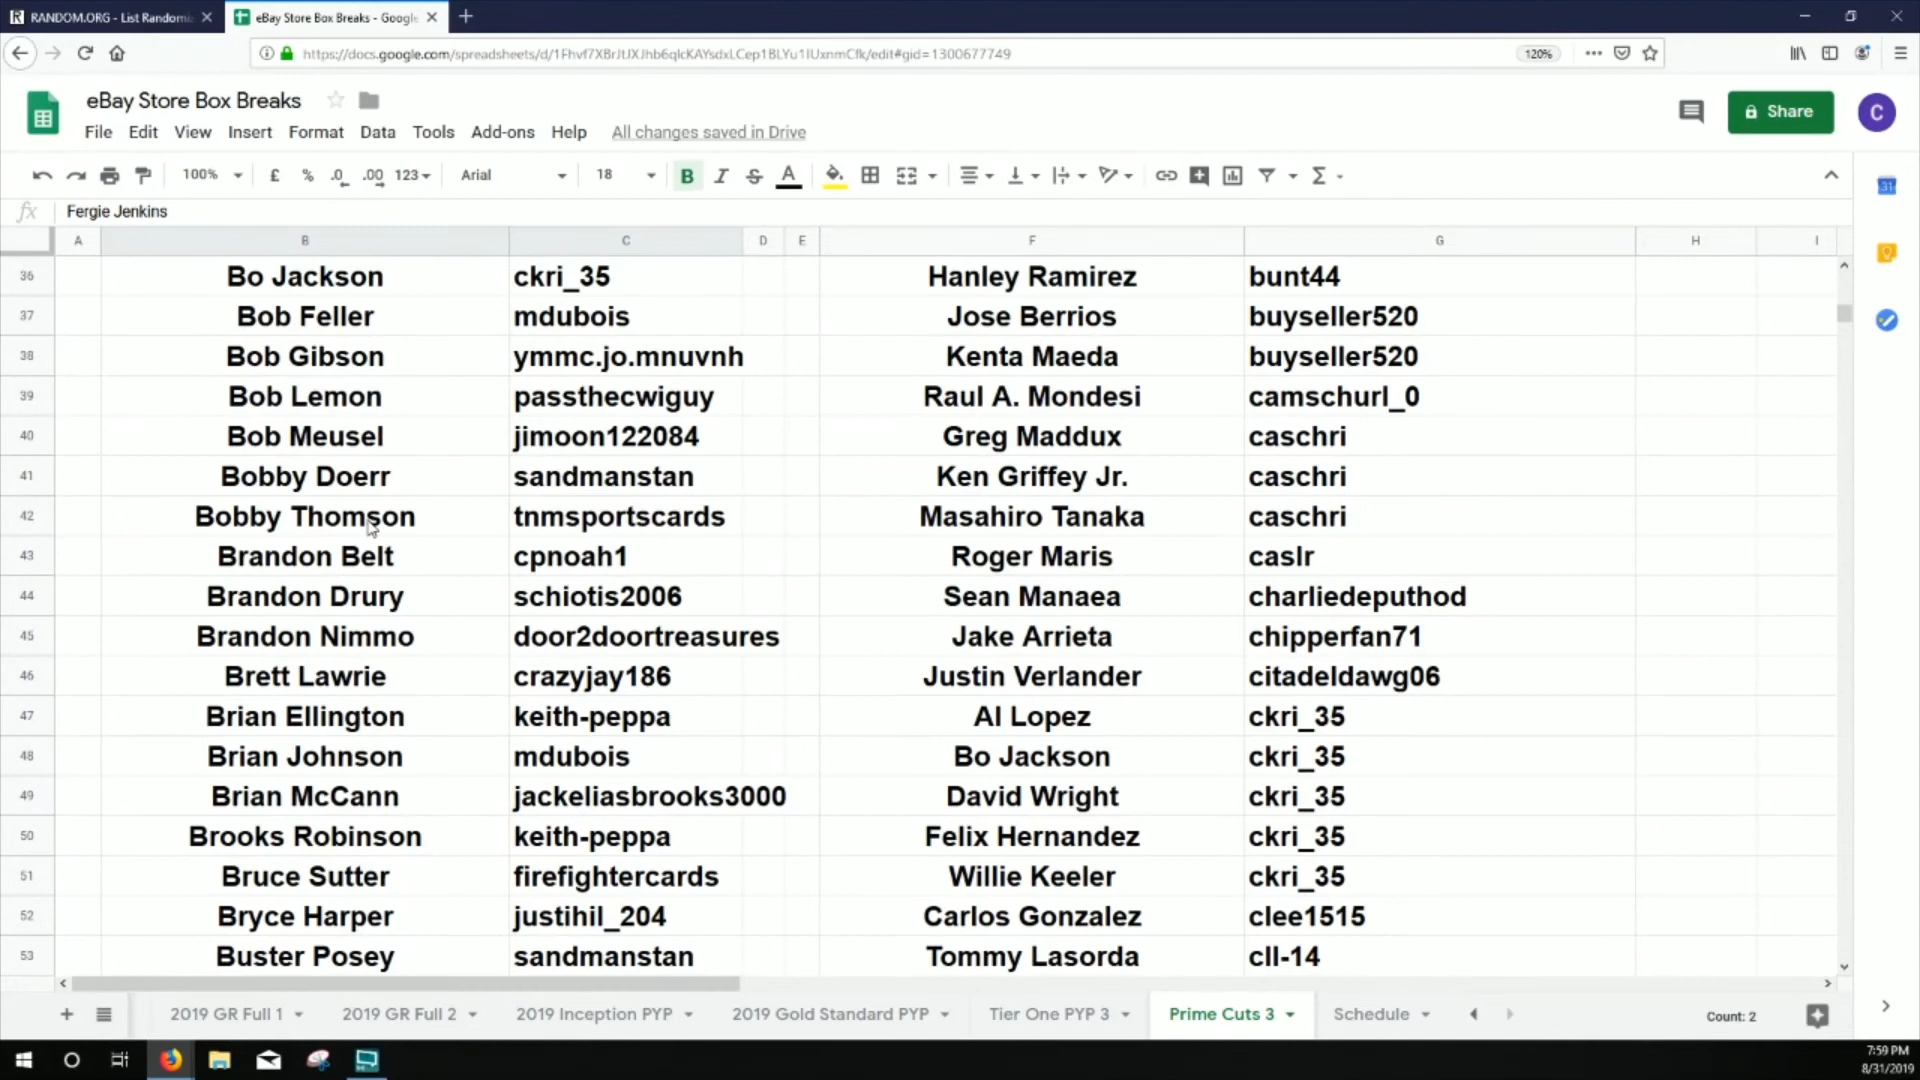 RANDOM.ORG - List Randomi
eBay Store Box Breaks - Google
docs.google.com/spreadsheets/d/
edit#gid=1300677749
120%
eBay Store Box Breaks
File Edit View Insert Format Data Tools Add-ons Help All changes saved in Drive
Share
C
100% £ % .0 .00 123 Arial 18 B I S A Σ
31
fx Fergie Jenkins
A B C D E F G H I
36 Bo Jackson ckri_35 Hanley Ramirez bunt44
37 Bob Feller mdubois Jose Berrios buyseller520
38 Bob Gibson ymmc.jo.mnuvnh Kenta Maeda buyseller520
39 Bob Lemon passthecwiguy Raul A. Mondesi camschurl_0
40 Bob Meusel jimoon122084 Greg Maddux caschri
41 Bobby Doerr sandmanstan Ken Griffey Jr. caschri
42 Bobby Thomson tnmsportscards Masahiro Tanaka caschri
43 Brandon Belt cpnoah1 Roger Maris caslr
44 Brandon Drury schiotis2006 Sean Manaea charliedeputhod
45 Brandon Nimmo door2doortreasures Jake Arrieta chipperfan71
46 Brett Lawrie crazyjay186 Justin Verlander citadeldawg06
47 Brian Ellington keith-peppa Al Lopez ckri_35
48 Brian Johnson mdubois Bo Jackson ckri_35
49 Brian McCann jackeliasbrooks3000 David Wright ckri_35
50 Brooks Robinson keith-peppa Felix Hernandez ckri_35
51 Bruce Sutter firefightercards Willie Keeler ckri_35
52 Bryce Harper justihil_204 Carlos Gonzalez clee1515
53 Buster Posey sandmanstan Tommy Lasorda cll-14
2019 GR Full 1 2019 GR Full 2 2019 Inception PYP 2019 Gold Standard PYP Tier One PYP 3 Prime Cuts 3 Schedule Count: 2
7:59 PM
8/31/2019